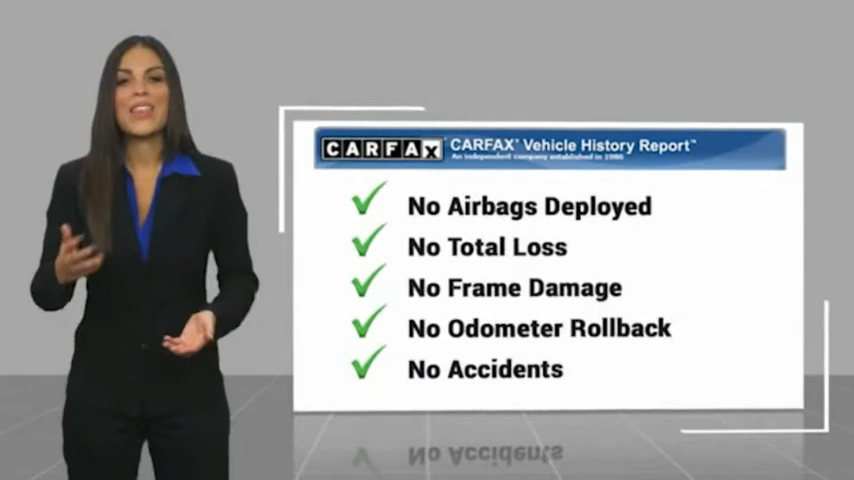 CARFAX CARFAX® Vehicle History Report™
An independent company established in 1986
No Airbags Deployed
No Total Loss
No Frame Damage
No Odometer Rollback
No Accidents
No Accidents